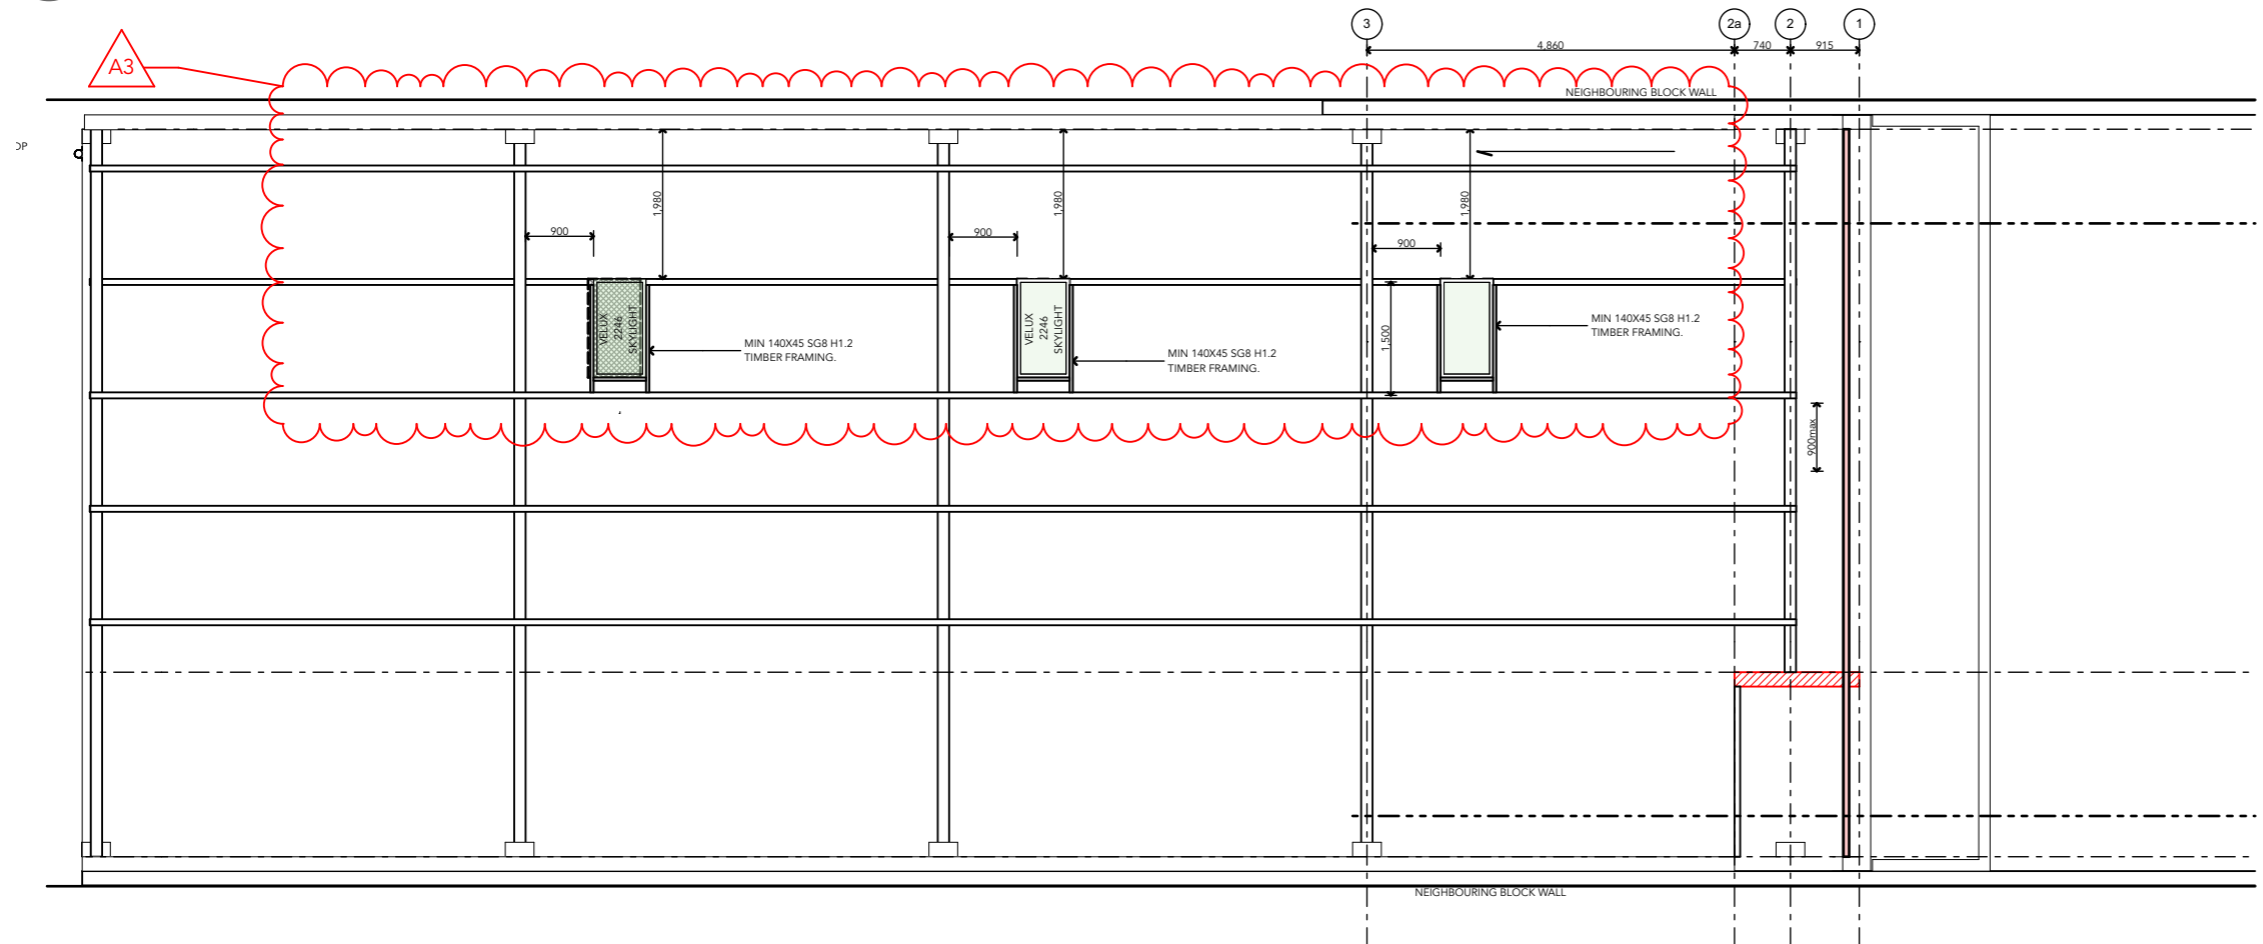 3
2a
2
1
4,860
740
915
A3
NEIGHBOURING BLOCK WALL
OP
1,980
1,980
1,980
900
900
900
VELUX
2246
SKYLIGHT
MIN 140X45 SG8 H1.2
TIMBER FRAMING.
VELUX
2246
SKYLIGHT
MIN 140X45 SG8 H1.2
TIMBER FRAMING.
1,500
MIN 140X45 SG8 H1.2
TIMBER FRAMING.
900max
NEIGHBOURING BLOCK WALL